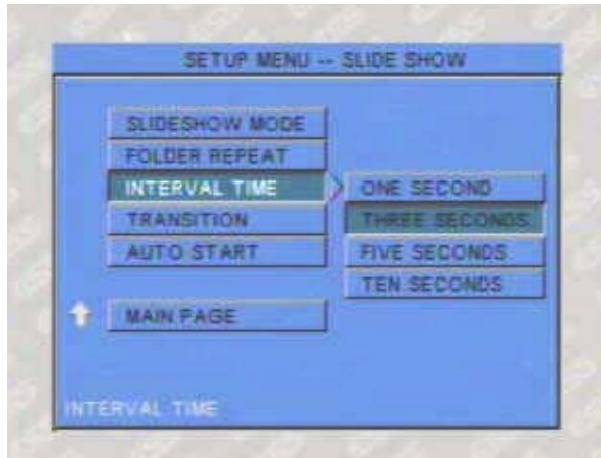 SETUP MENU -- SLIDE SHOW
SLIDESHOW MODE
FOLDER REPEAT
INTERVAL TIME
TRANSITION
AUTO START
MAIN PAGE
ONE SECOND
THREE SECONDS
FIVE SECONDS
TEN SECONDS
INTERVAL TIME